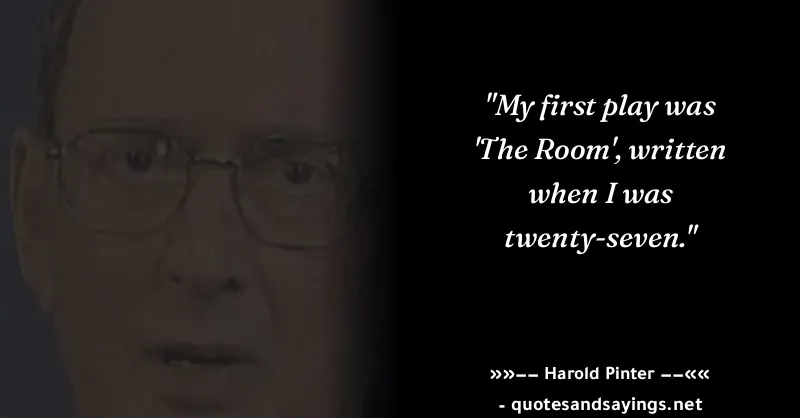 "My first play was
'The Room', written
when I was
twenty-seven."
»»–– Harold Pinter ––««
- quotesandsayings.net